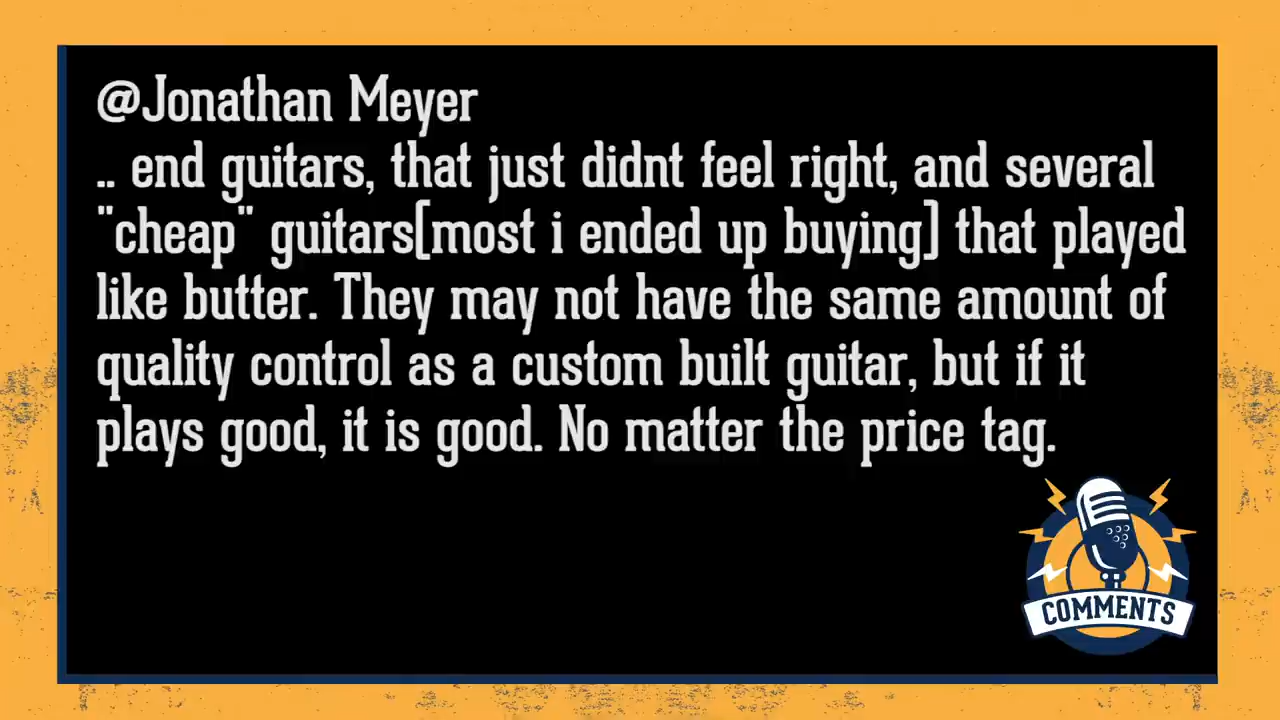 @Jonathan Meyer
.. end guitars, that just didnt feel right, and several
"cheap" guitars[most i ended up buying] that played
like butter. They may not have the same amount of
quality control as a custom built guitar, but if it
plays good, it is good. No matter the price tag.
COMMENTS